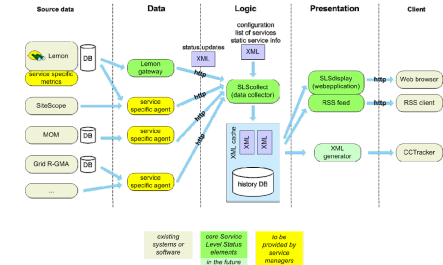 Source data
Data
Logic
Presentation
Client
configuration
list of services
static service info
status updates
XML
XML
Lemon
DB
service specific
metrics
Lemon
gateway
http
SLScollect
(data collector)
SLSdisplay
(webapplication)
http
Web browser
SiteScope
service
specific agent
http
http
RSS feed
http
RSS client
MOM
DB
service
specific agent
http
XML cache
XML
XML
XML
generator
CCTracker
Grid R-GMA
DB
service
specific agent
history DB
...
existing
systems or
software
core Service
Level Status
elements
in the future
to be
provided by
service
managers